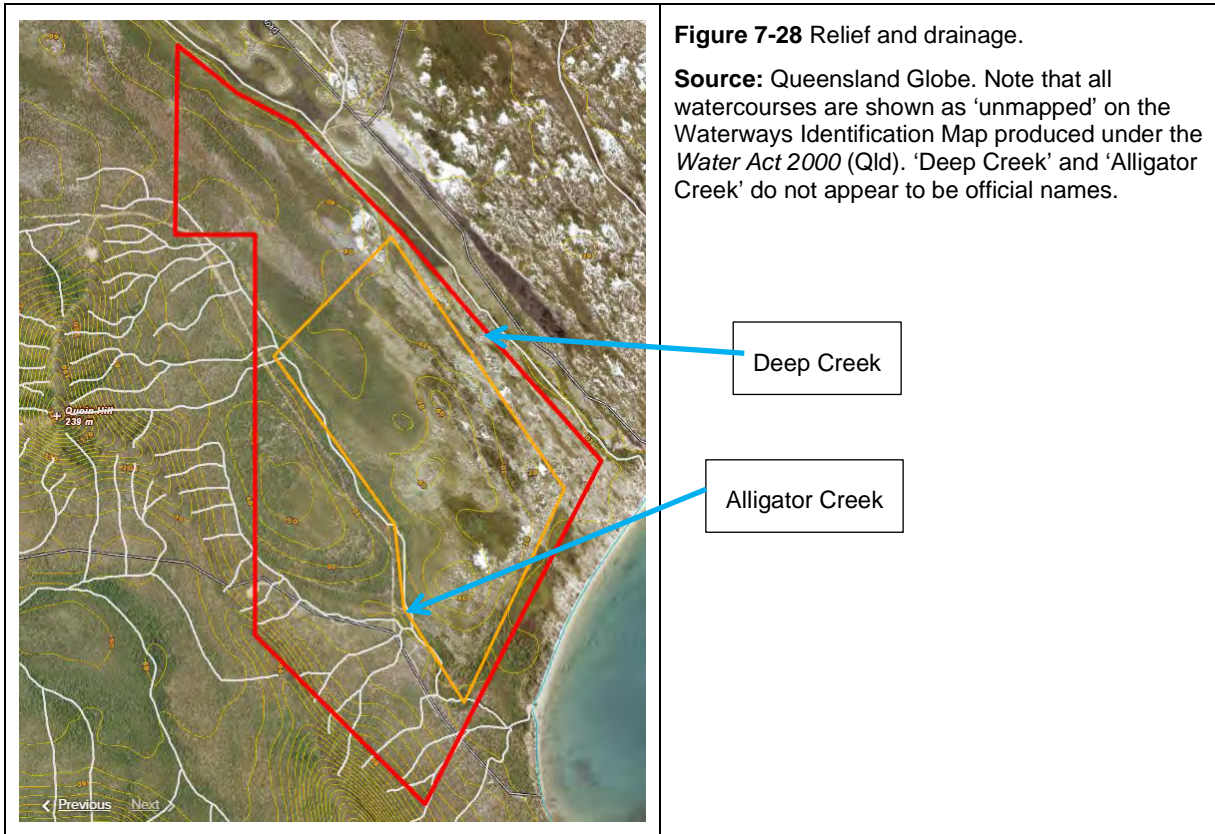 Figure 7-28 Relief and drainage.
Source: Queensland Globe. Note that all
watercourses are shown as ‘unmapped’ on the
Waterways Identification Map produced under the
Water Act 2000 (Qld). ‘Deep Creek’ and ‘Alligator
Creek’ do not appear to be official names.
Deep Creek
Alligator Creek
Quoin Hill
239 m
Previous Next